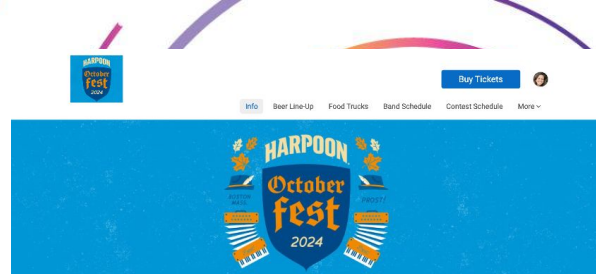 HARPOON
October
fest
2024
Buy Tickets
Info Beer Line-Up Food Trucks Band Schedule Contest Schedule More
HARPOON
October
fest
BOSTON
MASS.
PROST!
2024